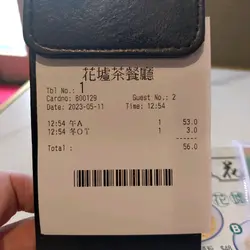 花墟茶餐廳
Tbl No.: 1
Cardno: 800129 Guest No.: 2
Date: 2023-05-11 Time: 12:54
12:54 午A 1 53.0
12:54 冬O T 1 3.0
Total : 56.0
花
B